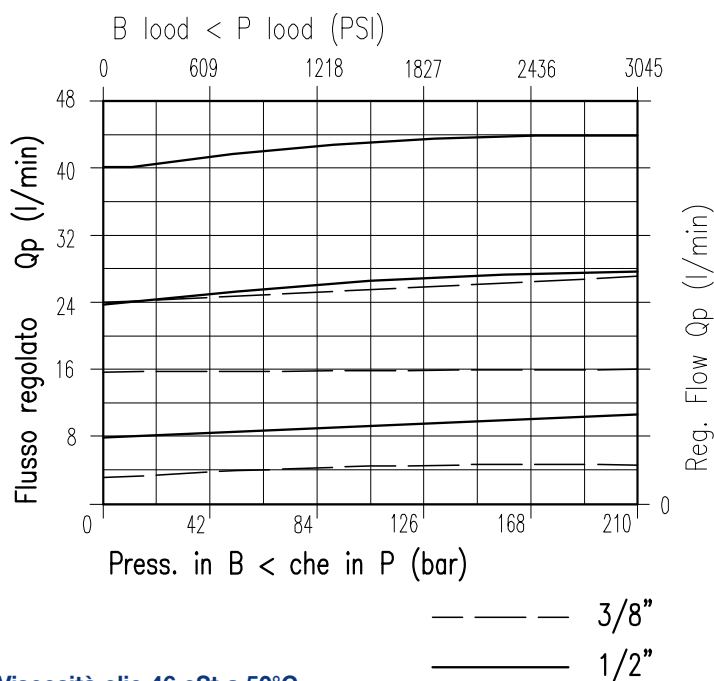 B lood < P lood (PSI)
0 609 1218 1827 2436 3045
48
40
32
24
16
8
0 42 84 126 168 210
0
Flusso regolato Qp (l/min)
Reg. Flow Qp (l/min)
Press. in B < che in P (bar)
3/8"
1/2"